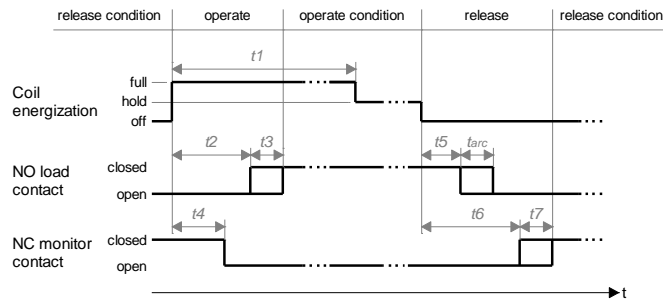 release condition operate operate condition release release condition
t1
full
Coil
energization
hold
off
t2 t3 t5 tarc
NO load
contact
closed
open
t4 t6 t7
NC monitor
contact
closed
open
t